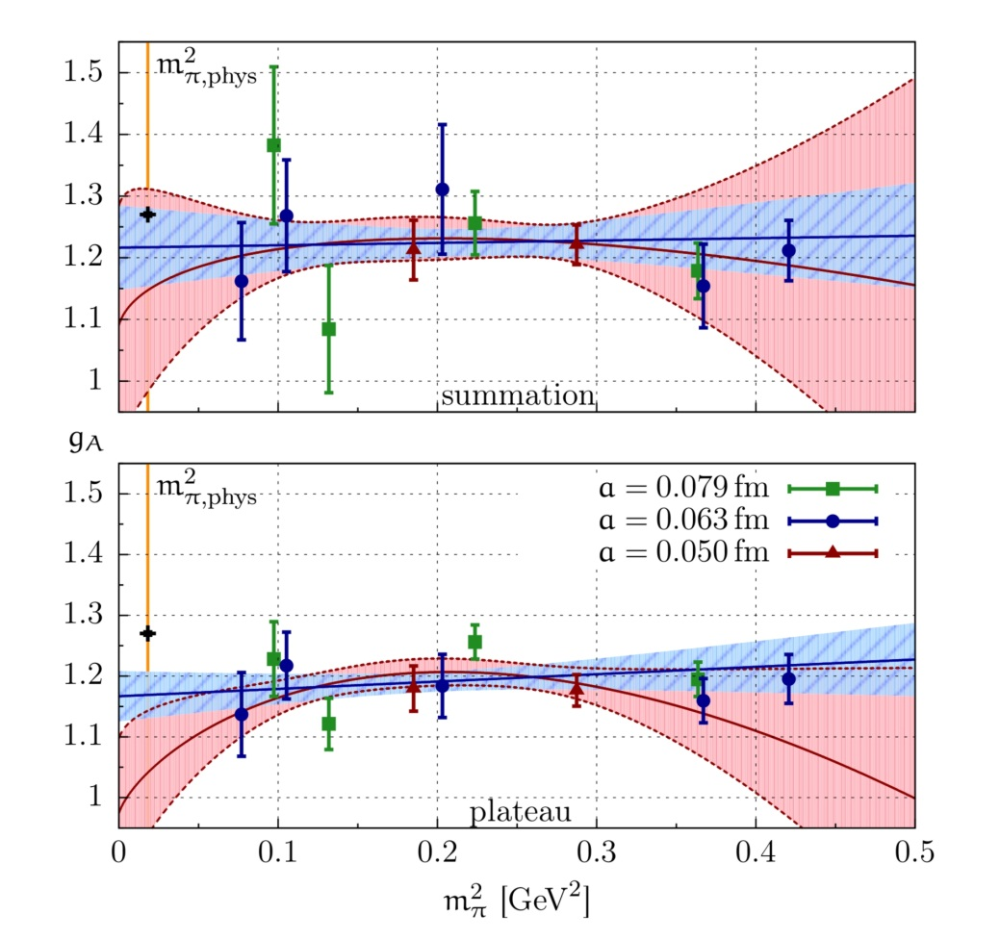 1.5
m²π,phys
1.4
1.3
1.2
1.1
1
summation
gA
1.5
m²π,phys
a = 0.079 fm
a = 0.063 fm
1.4
a = 0.050 fm
1.3
1.2
1.1
1
plateau
0 0.1 0.2 0.3 0.4 0.5
m²π [GeV²]